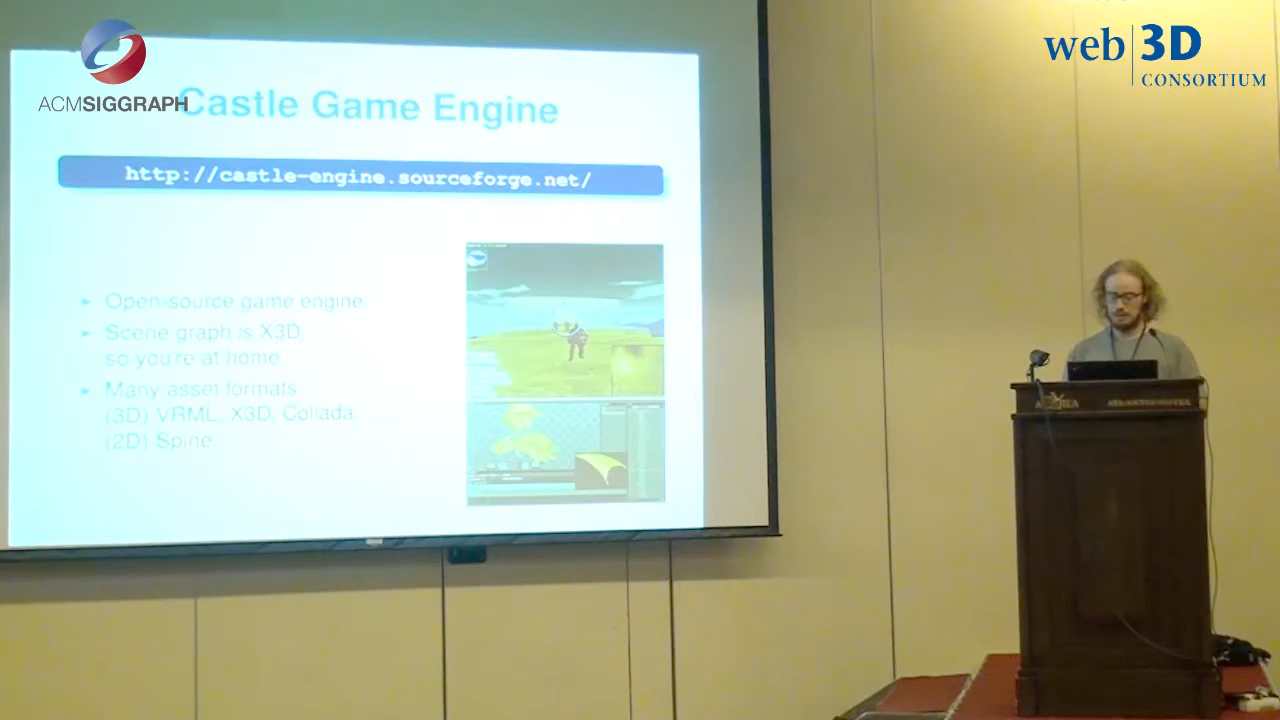 ACMSIGGRAPH
web 3D
CONSORTIUM
Castle Game Engine
http://castle-engine.sourceforge.net/
Open-source game engine.
Scene graph is X3D,
so you're at home.
Many asset formats:
(3D) VRML, X3D, Collada,
(2D) Spine